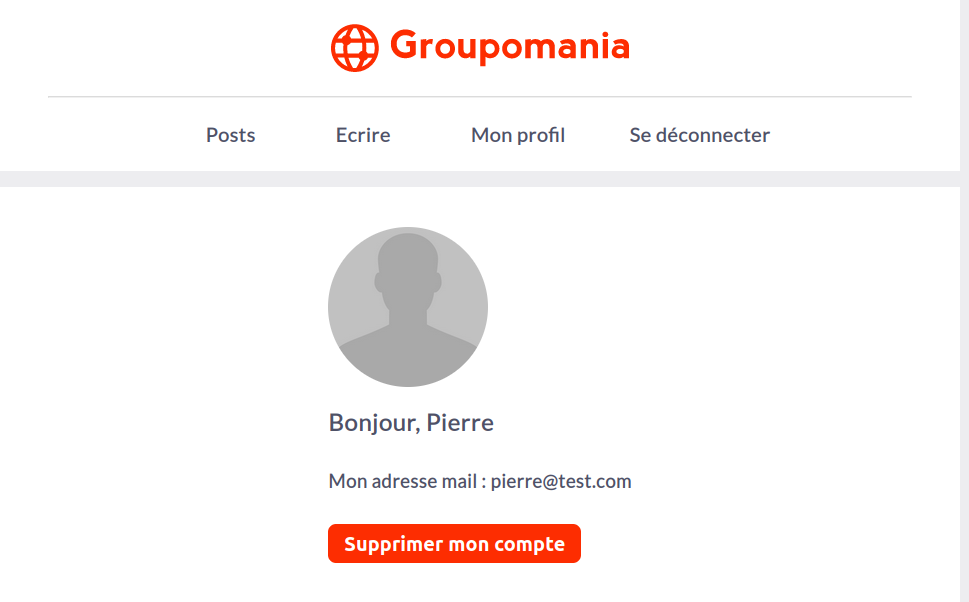 Groupomania
Posts Ecrire Mon profil Se déconnecter
Bonjour, Pierre
Mon adresse mail : pierre@test.com
Supprimer mon compte